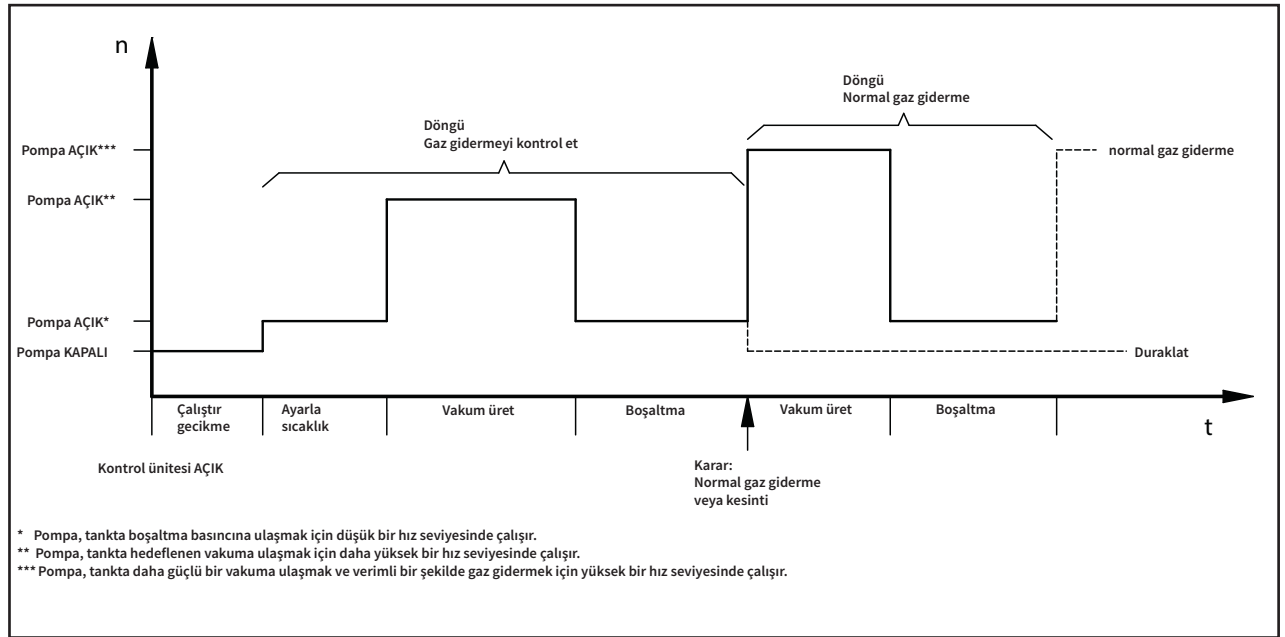 n
Döngü
Normal gaz giderme
Döngü
Gaz gidermeyi kontrol et
Pompa AÇIK***
normal gaz giderme
Pompa AÇIK**
Pompa AÇIK*
Pompa KAPALI
Duraklat
Çalıştır
gecikme
Ayarla
sıcaklık
Vakum üret
Boşaltma
Vakum üret
Boşaltma
t
Kontrol ünitesi AÇIK
Karar:
Normal gaz giderme
veya kesinti
* Pompa, tankta boşaltma basıncına ulaşmak için düşük bir hız seviyesinde çalışır.
** Pompa, tankta hedeflenen vakuma ulaşmak için daha yüksek bir hız seviyesinde çalışır.
*** Pompa, tankta daha güçlü bir vakuma ulaşmak ve verimli bir şekilde gaz gidermek için yüksek bir hız seviyesinde çalışır.